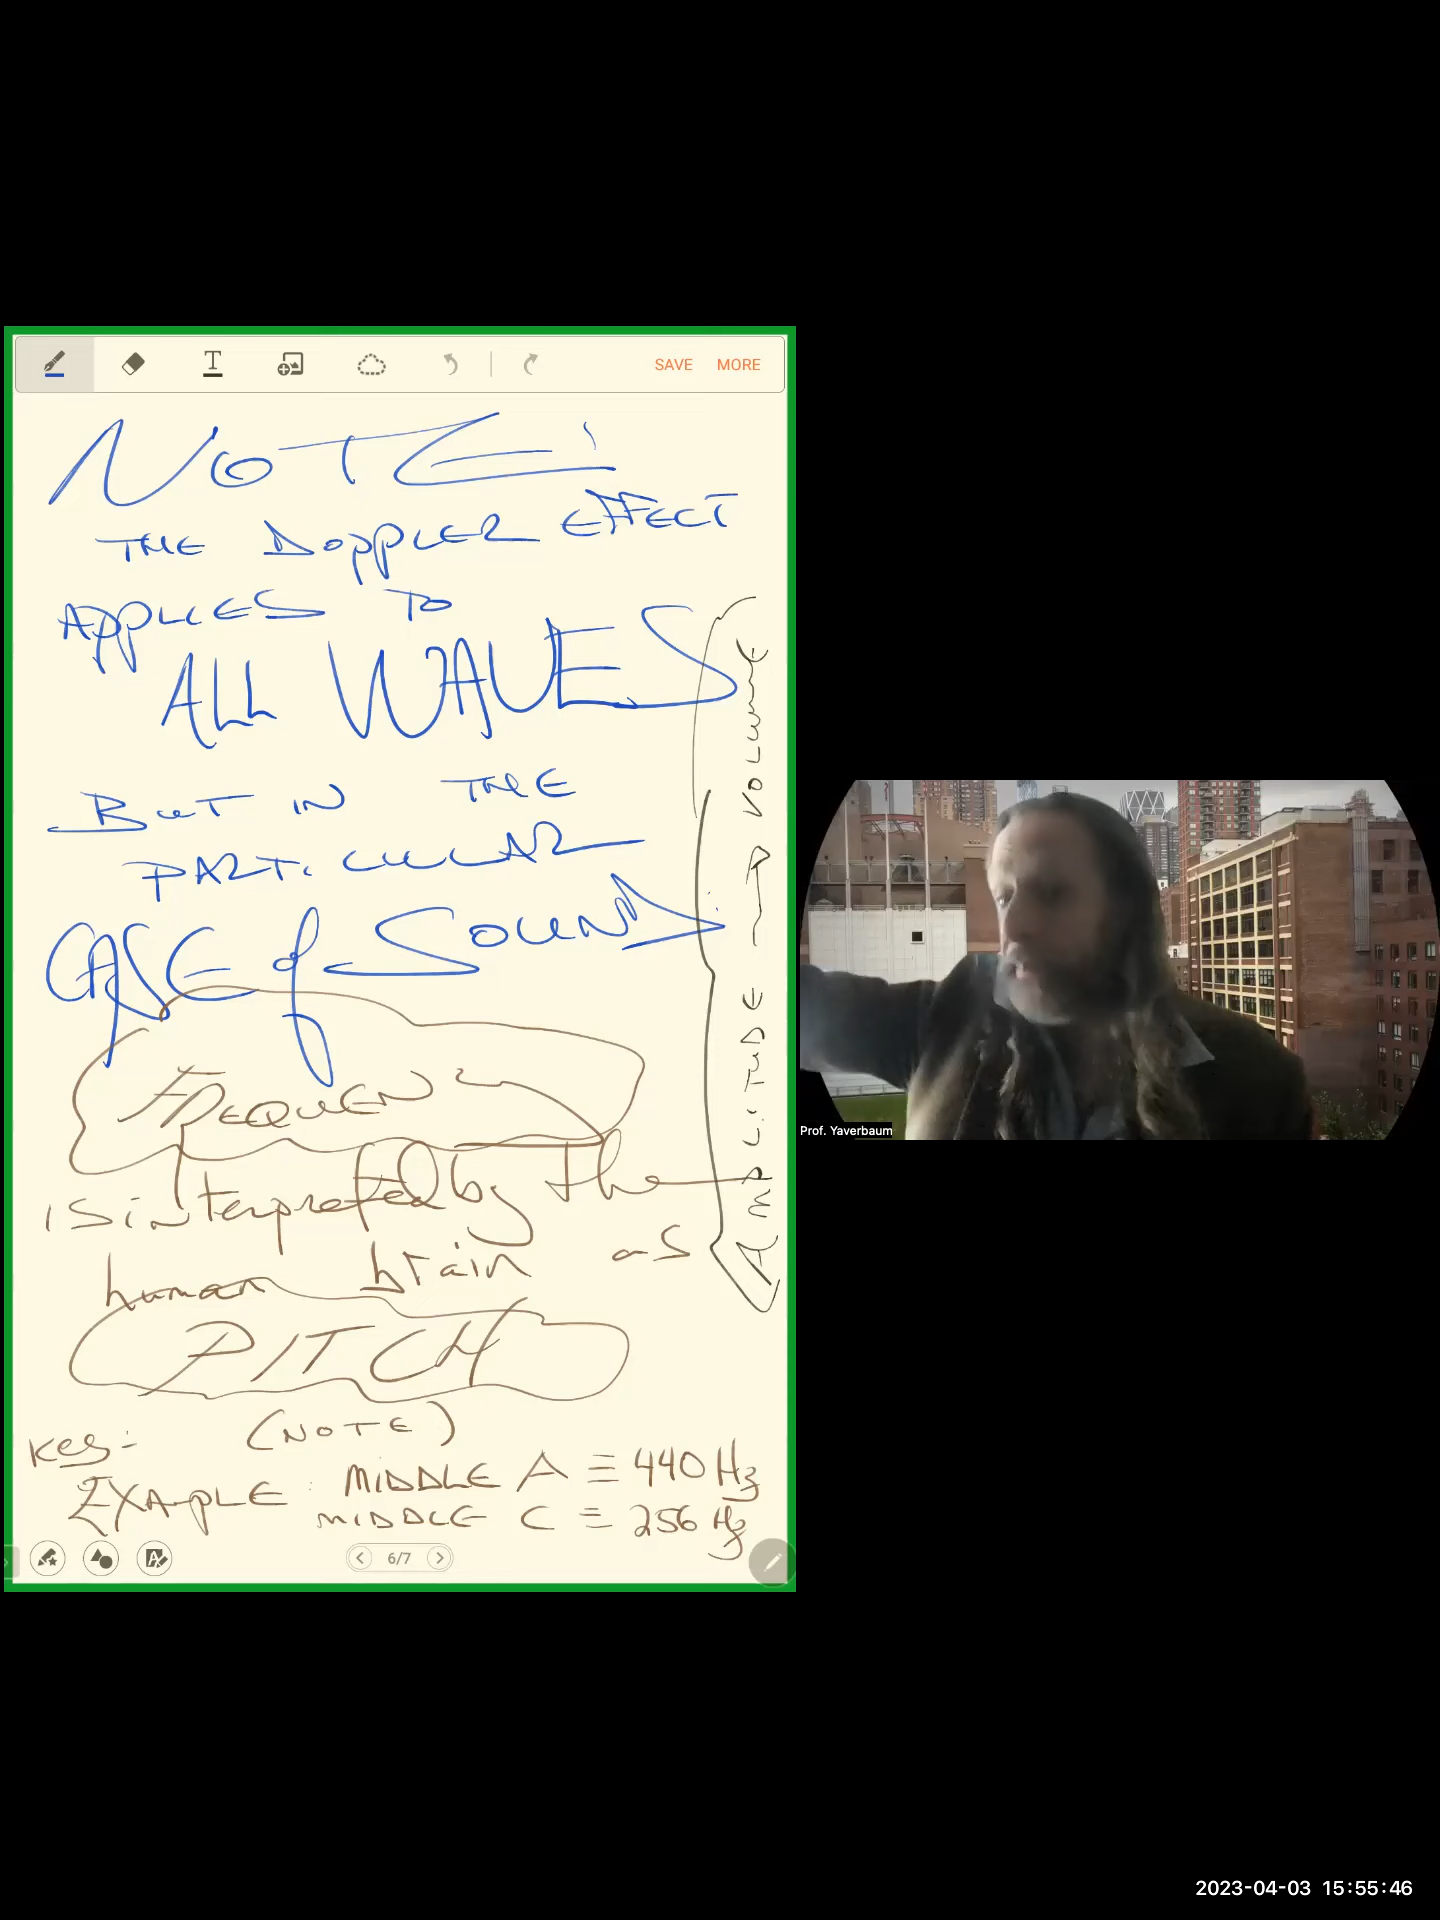 SAVE MORE
NOTE:
THE DOPPLER EFFECT
APPLIES TO
ALL WAVES
BUT IN THE
PARTICULAR
CASE of SOUND
FREQUENCY
is interpreted by the
human brain as
PITCH
(NOTE)
Key:
EXAMPLE: MIDDLE A ≡ 440 Hz
MIDDLE C ≡ 256 Hz
AMPLITUDE → VOLUME
6/7
Prof. Yaverbaum
2023-04-03 15:55:46